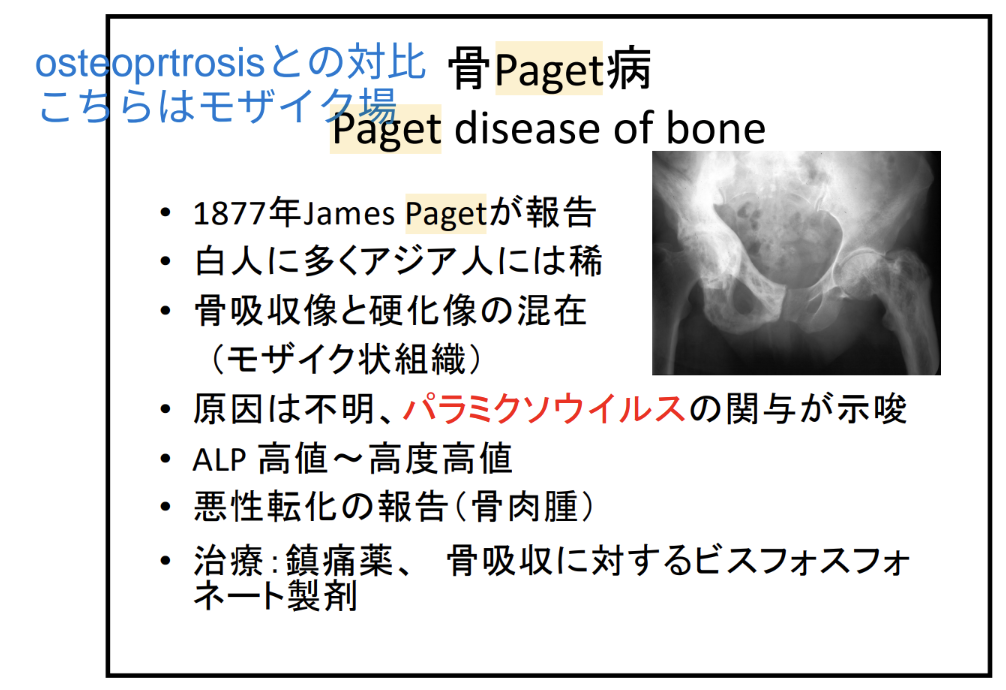 osteoprtrosisとの対比
こちらはモザイク場
骨Paget病
Paget disease of bone
• 1877年James Pagetが報告
• 白人に多くアジア人には稀
• 骨吸収像と硬化像の混在
（モザイク状組織）
• 原因は不明、パラミクソウイルスの関与が示唆
• ALP 高値～高度高値
• 悪性転化の報告（骨肉腫）
• 治療：鎮痛薬、 骨吸収に対するビスフォスフォ
ネート製剤